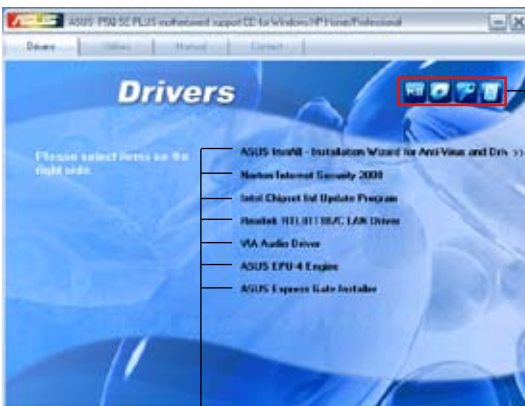 ASUS P5Q SE PLUS motherboard support CD for Windows XP Home/Professional
Drivers Utilities Manual Contact
Drivers
Please select items on the
right side.
ASUS InstAll - Installation Wizard for Anti-Virus and Driv >>
Norton Internet Security 2008
Intel Chipset Inf Update Program
Realtek LAN Driver
VIA Audio Driver
ASUS EPU-4 Engine
ASUS Express Gate Installer